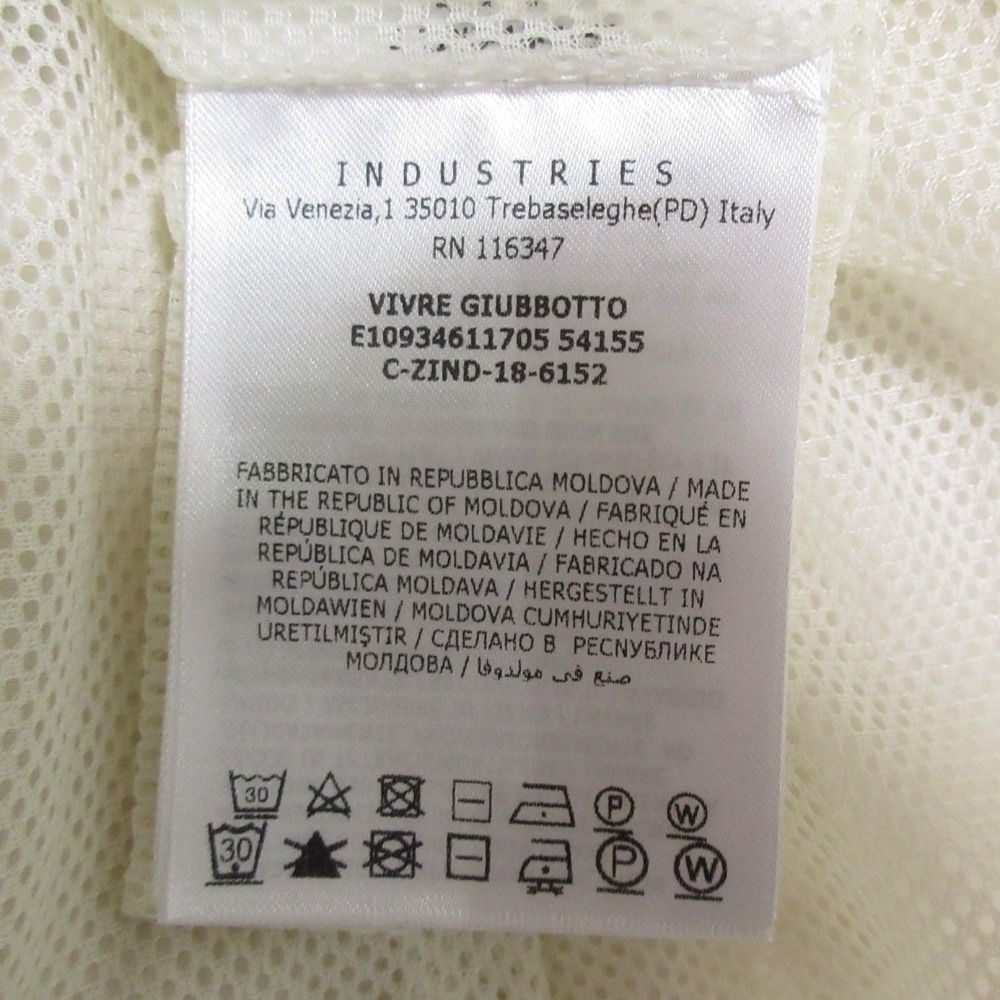 INDUSTRIES
Via Venezia,1 35010 Trebaseleghe(PD) Italy
RN 116347
VIVRE GIUBBOTTO
E10934611705 54155
C-ZIND-18-6152
FABBRICATO IN REPUBBLICA MOLDOVA / MADE
IN THE REPUBLIC OF MOLDOVA / FABRIQUÉ EN
RÉPUBLIQUE DE MOLDAVIE / HECHO EN LA
REPÚBLICA DE MOLDAVIA / FABRICADO NA
REPÚBLICA MOLDAVA / HERGESTELLT IN
MOLDAWIEN / MOLDOVA CUMHURIYETINDE
URETILMIŞTIR / СДЕЛАНО В РЕСПУБЛИКЕ
МОЛДОВА / صنع في مولدوفا
30 P W
30 P W